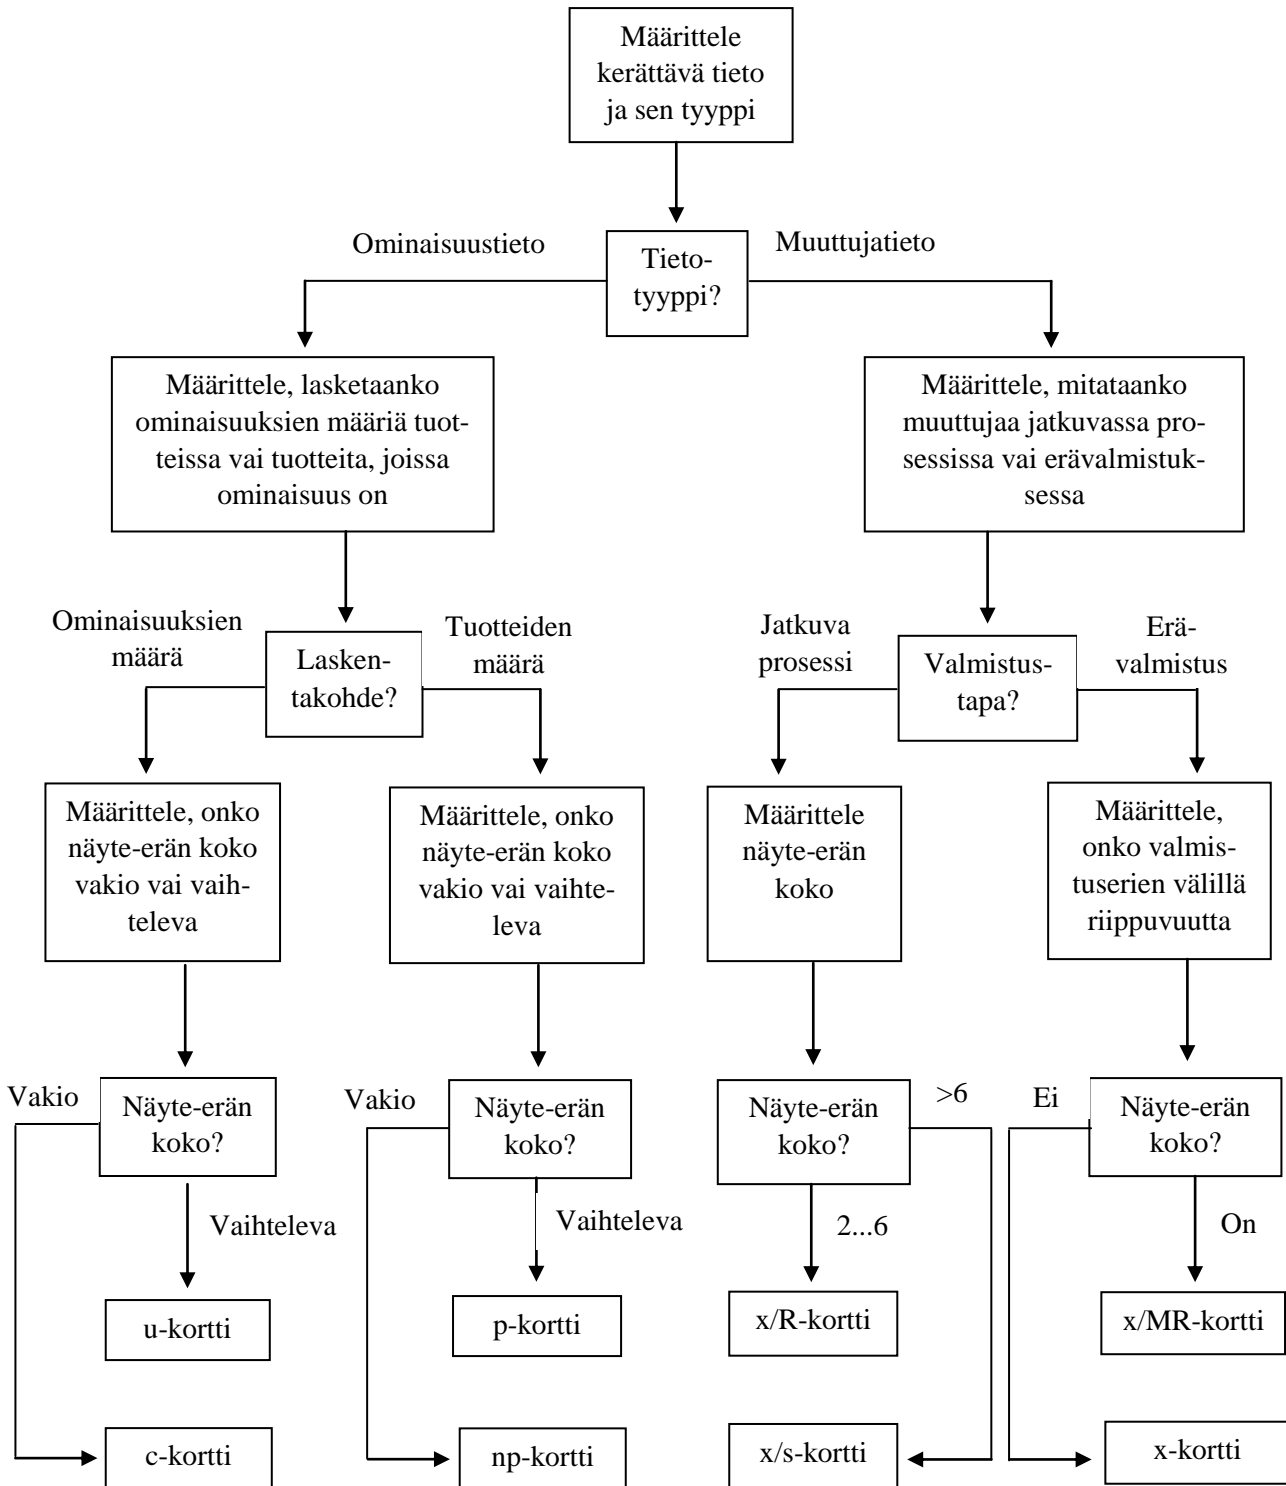 Määrittele
kerättävä tieto
ja sen tyyppi
Ominaisuustieto
Muuttujatieto
Tieto-
tyyppi?
Määrittele, lasketaanko
ominaisuuksien määriä tuot-
teissa vai tuotteita, joissa
ominaisuus on
Määrittele, mitataanko
muuttujaa jatkuvassa pro-
sessissa vai erävalmistuk-
sessa
Ominaisuuksien
määrä
Lasken-
takohde?
Tuotteiden
määrä
Jatkuva
prosessi
Valmistus-
tapa?
Erä-
valmistus
Määrittele, onko
näyte-erän koko
vakio vai vaih-
televa
Määrittele, onko
näyte-erän koko
vakio vai vaihte-
leva
Määrittele
näyte-erän
koko
Määrittele,
onko valmis-
tuserien välillä
riippuvuutta
Vakio
Näyte-erän
koko?
Vaihteleva
Vakio
Näyte-erän
koko?
Vaihteleva
Näyte-erän
koko?
>6
2...6
Ei
Näyte-erän
koko?
On
u-kortti
p-kortti
x/R-kortti
x/MR-kortti
c-kortti
np-kortti
x/s-kortti
x-kortti